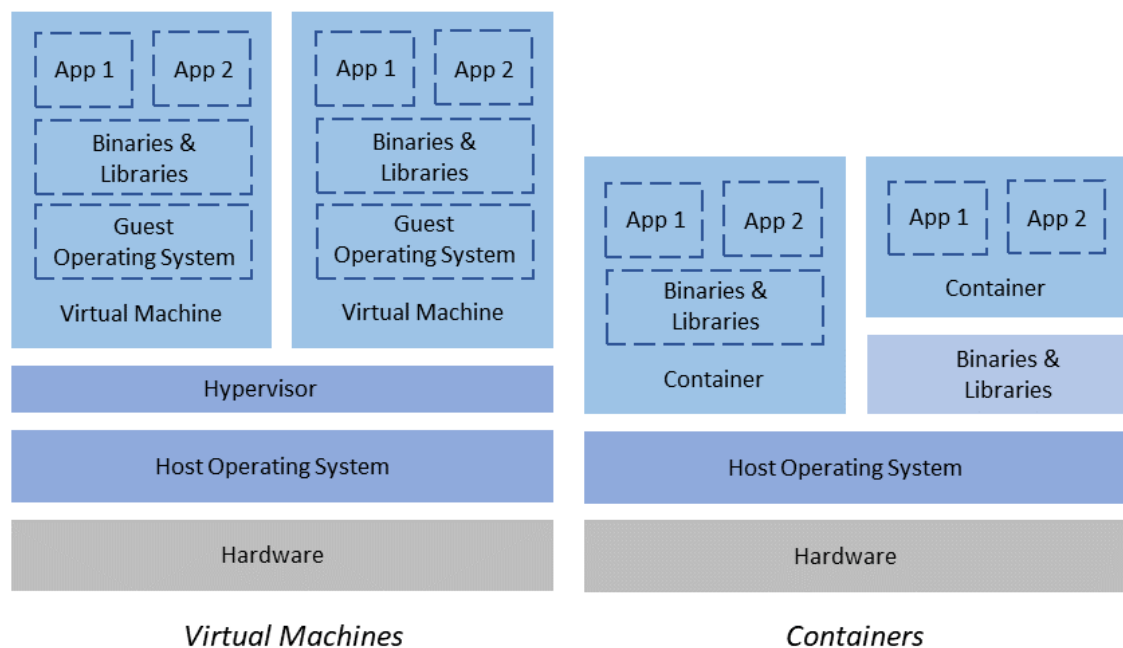 App 1
App 2
Binaries &
Libraries
Guest
Operating System
Virtual Machine
App 1
App 2
Binaries &
Libraries
Guest
Operating System
Virtual Machine
Hypervisor
Host Operating System
Hardware
Virtual Machines
App 1
App 2
Binaries &
Libraries
Container
App 1
App 2
Container
Binaries &
Libraries
Host Operating System
Hardware
Containers